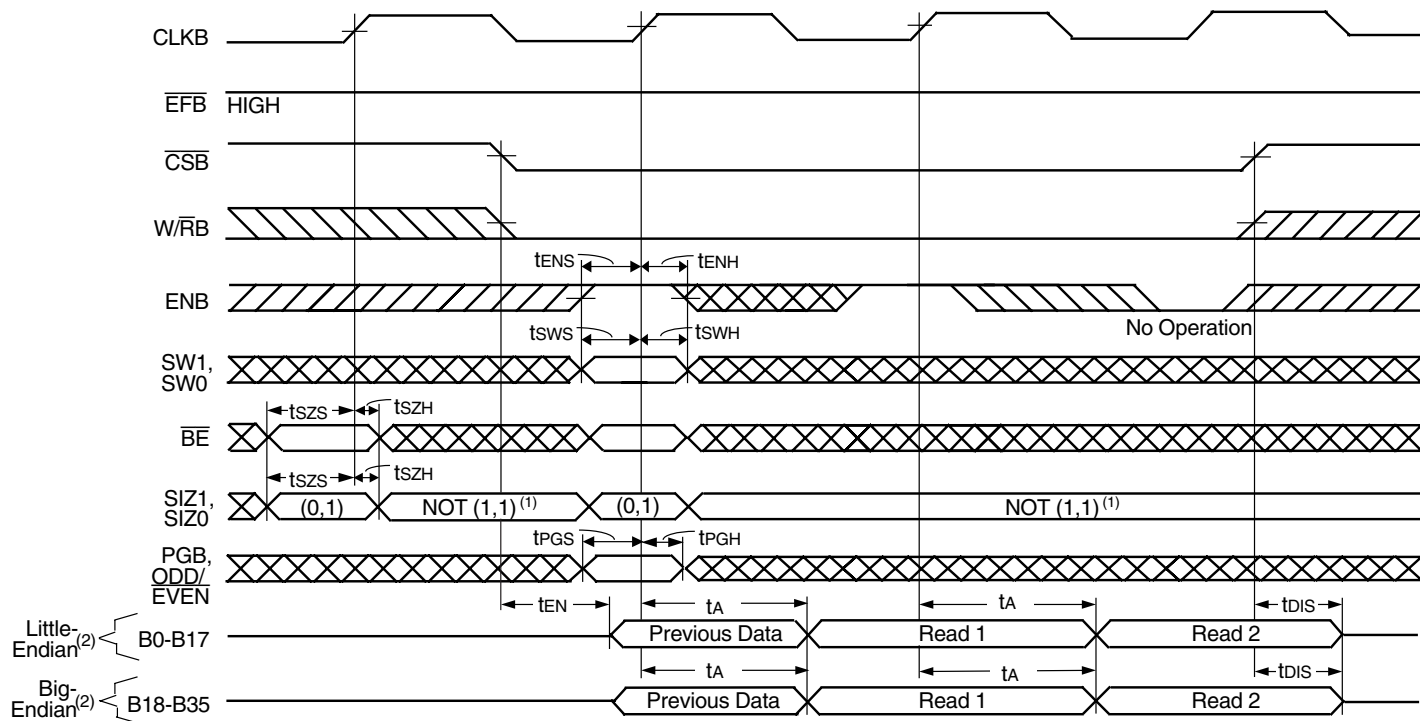 CLKB
EFB HIGH
CSB
W/RB
tENS tENH
ENB
No Operation
tSWS tSWH
SW1,
SW0
tSZS tSZH
BE
tSZS tSZH
SIZ1,
SIZ0
(0,1) NOT (1,1) (1) (0,1) NOT (1,1) (1)
tPGS tPGH
PGB,
ODD/
EVEN
tEN tA tA tDIS
Little-
Endian(2) B0-B17 Previous Data Read 1 Read 2
tA tA tDIS
Big-
Endian(2) B18-B35 Previous Data Read 1 Read 2